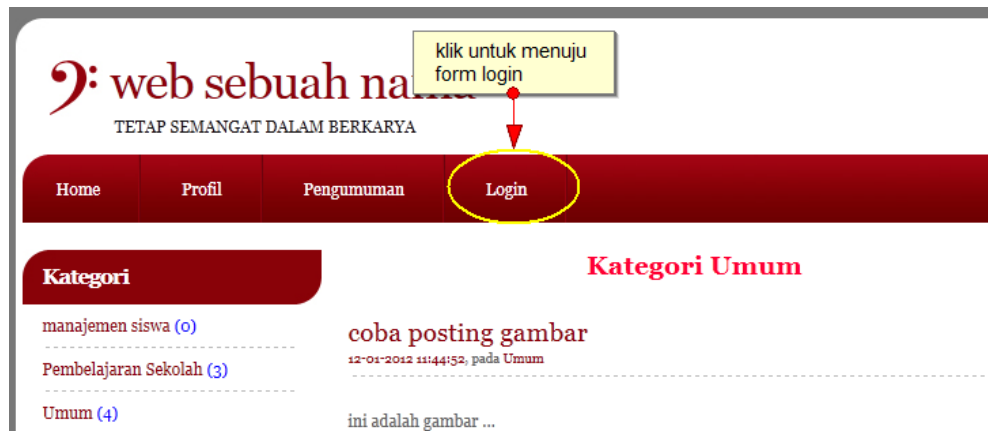 klik untuk menuju
form login
web sebuah nama
TETAP SEMANGAT DALAM BERKARYA
Home Profil Pengumuman Login
Kategori
manajemen siswa (0)
Pembelajaran Sekolah (3)
Umum (4)
Kategori Umum
coba posting gambar
12-01-2012 11:44:52, pada Umum
ini adalah gambar ...